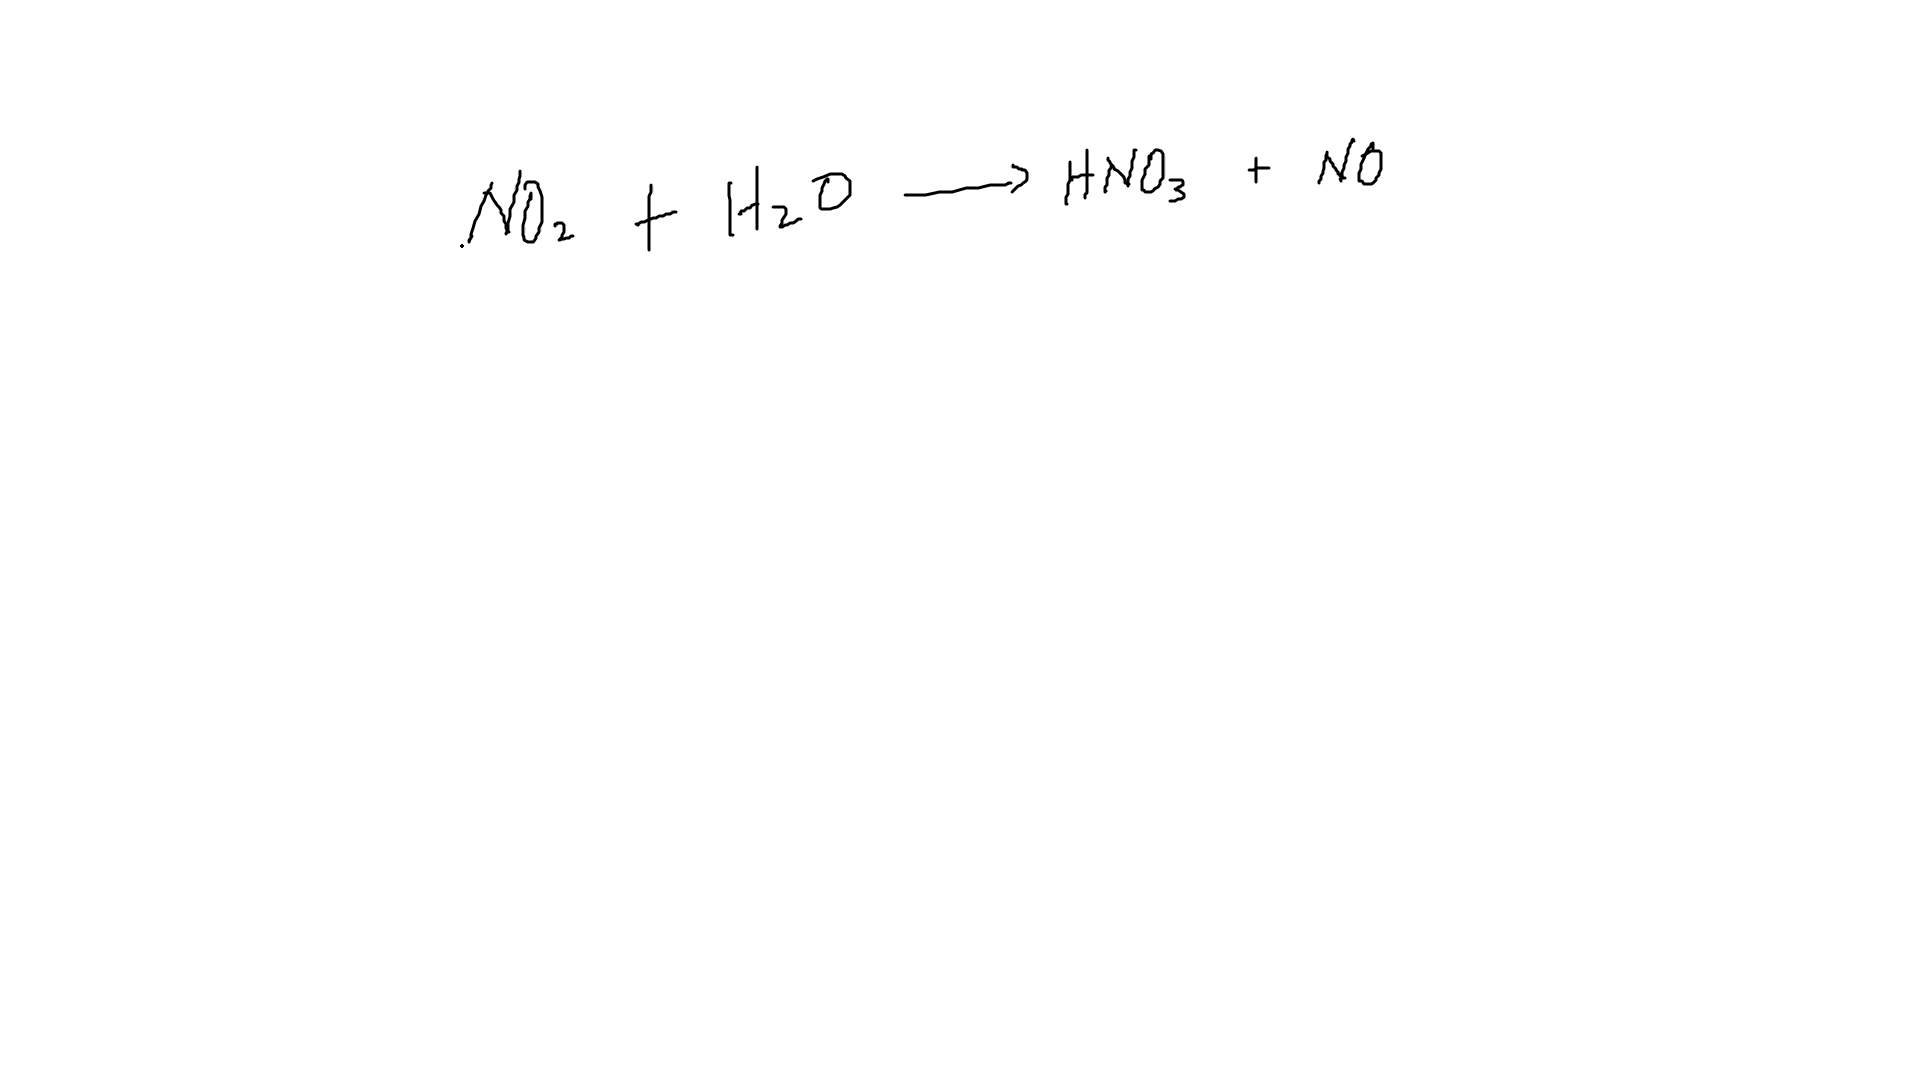 NO₂ + H₂O → HNO₃ + NO